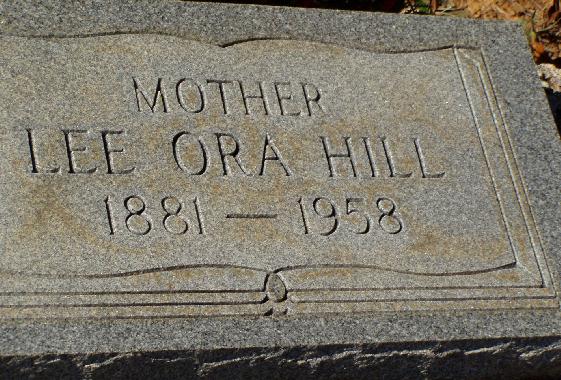 MOTHER
LEE ORA HILL
1881 — 1958